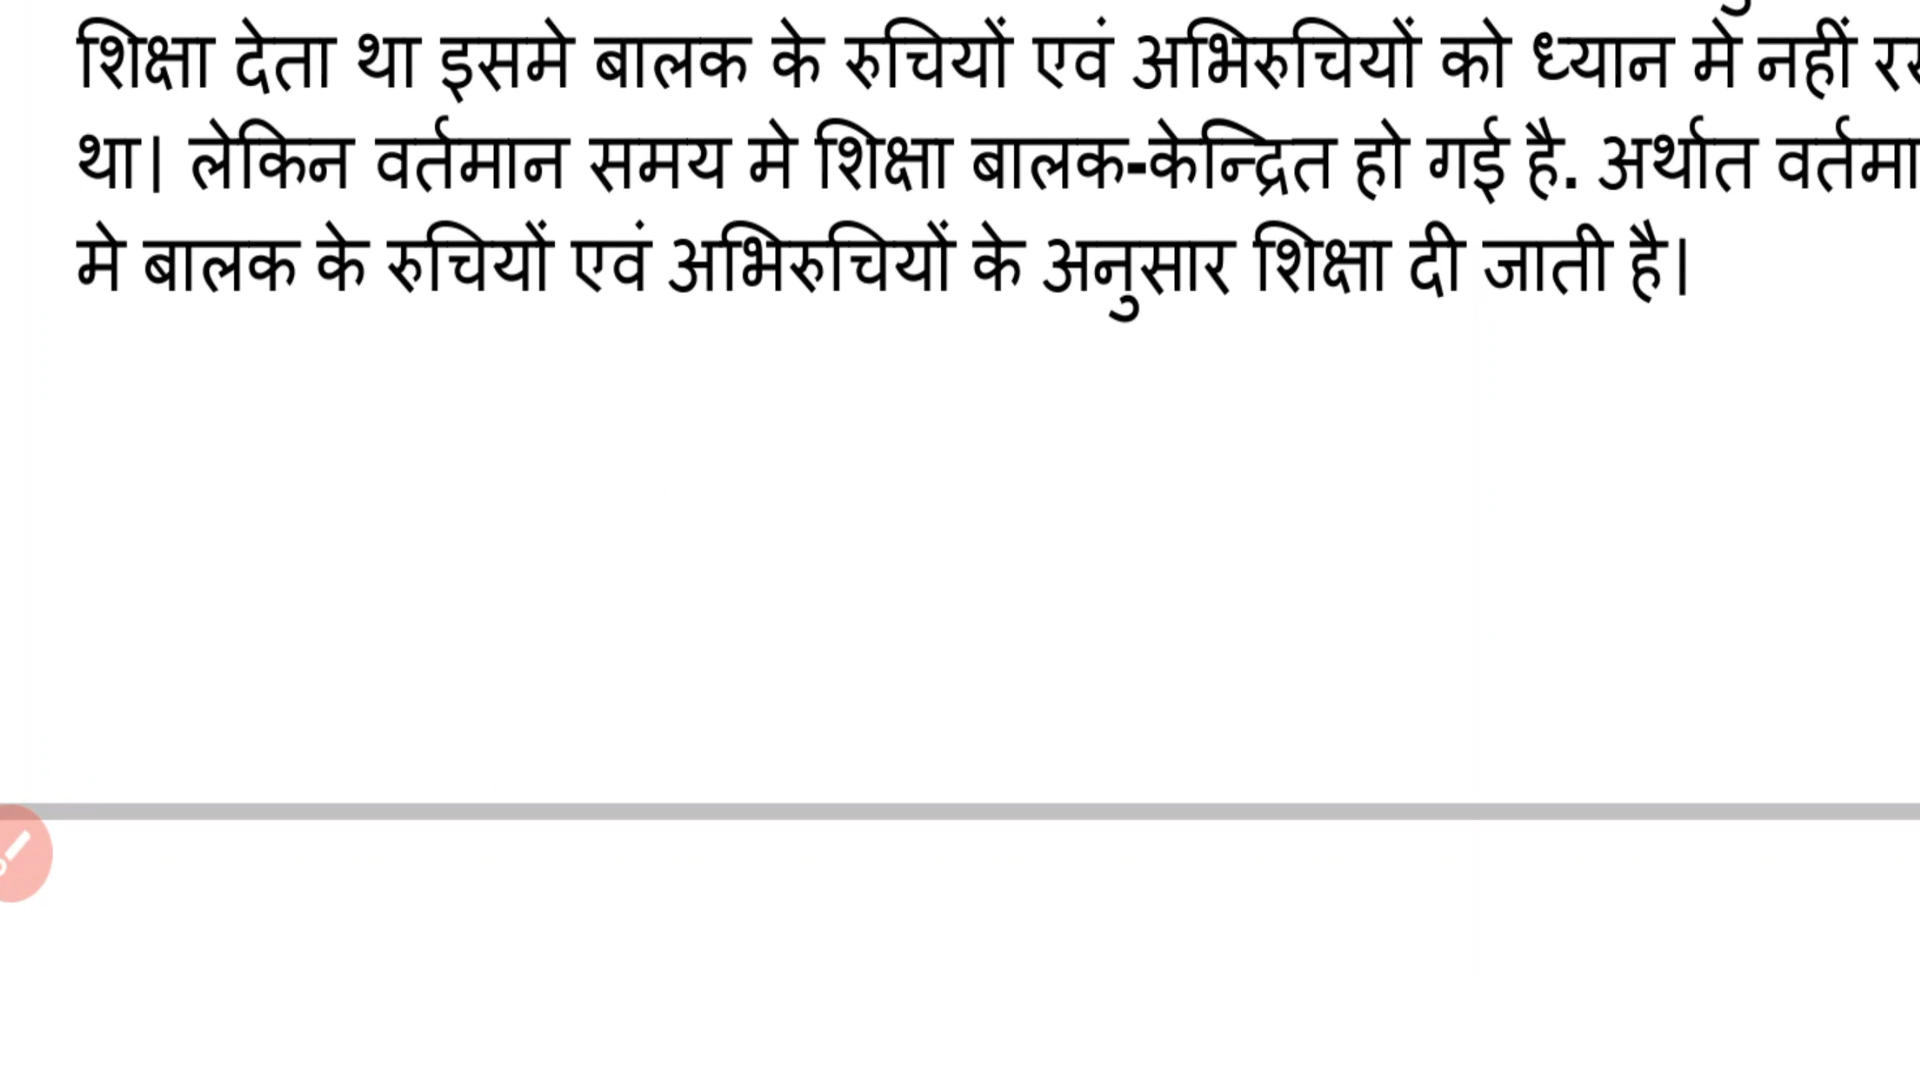 शिक्षा देता था इसमे बालक के रुचियों एवं अभिरुचियों को ध्यान मे नहीं
था। लेकिन वर्तमान समय मे शिक्षा बालक-केन्द्रित हो गई है. अर्थात
मे बालक के रुचियों एवं अभिरुचियों के अनुसार शिक्षा दी जाती है।